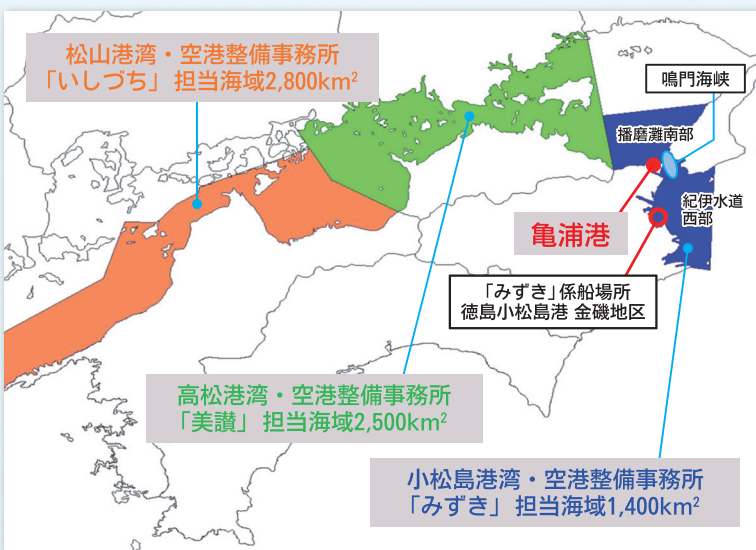 松山港湾・空港整備事務所
「いしづち」 担当海域2,800km²
鳴門海峡
播磨灘南部
紀伊水道
西部
亀浦港
「みずき」係船場所
徳島小松島港 金磯地区
高松港湾・空港整備事務所
「美讃」 担当海域2,500km²
小松島港湾・空港整備事務所
「みずき」 担当海域1,400km²